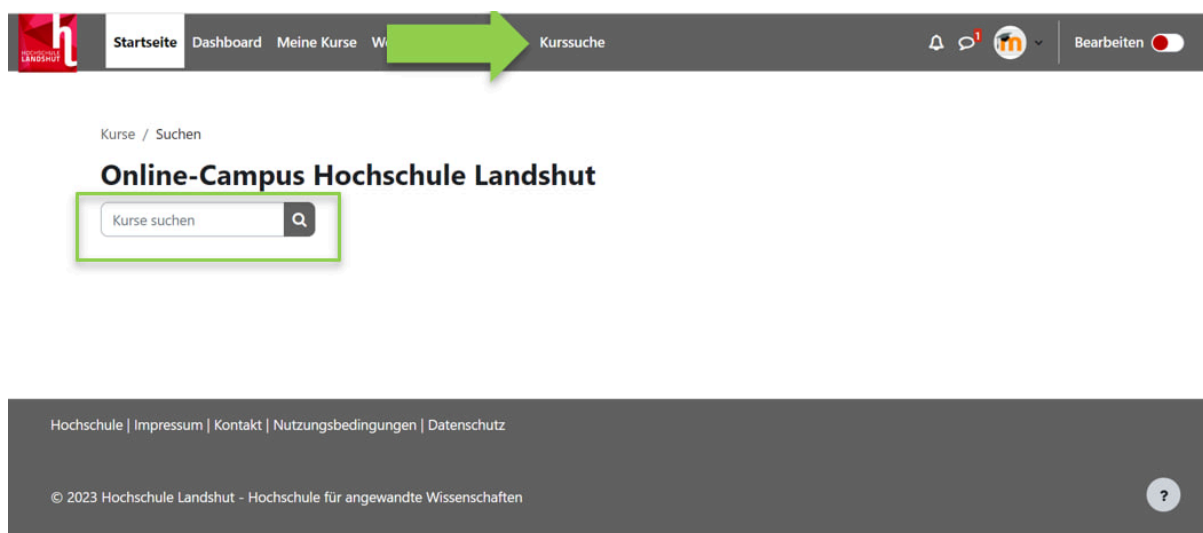 HOCHSCHULE
LANDSHUT
Startseite Dashboard Meine Kurse Kurssuche 1 Bearbeiten
Kurse / Suchen
Online-Campus Hochschule Landshut
Kurse suchen
Hochschule | Impressum | Kontakt | Nutzungsbedingungen | Datenschutz
© 2023 Hochschule Landshut - Hochschule für angewandte Wissenschaften
?